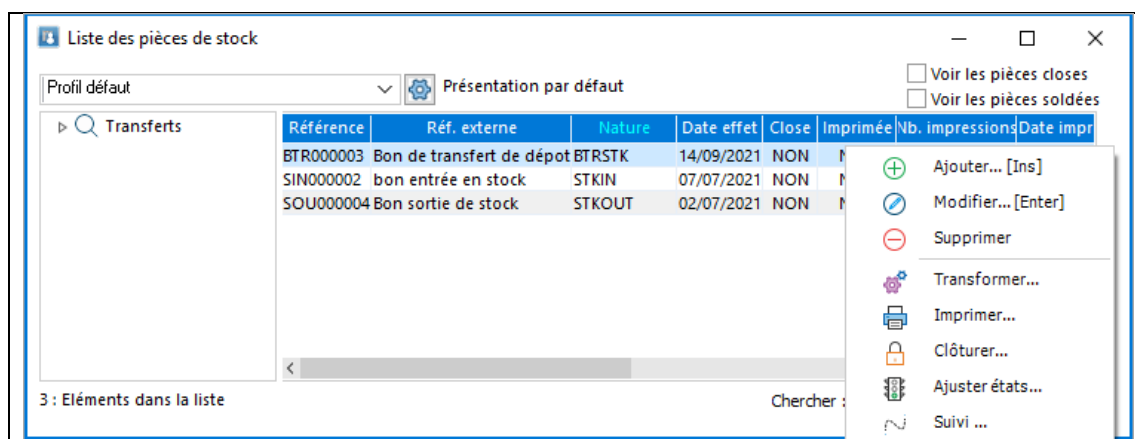 Liste des pièces de stock
Profil défaut
Présentation par défaut
Voir les pièces closes
Voir les pièces soldées
Transferts
Référence Réf. externe Nature Date effet Close Imprimée Nb. impressions Date impr
BTR000003 Bon de transfert de dépot BTRSTK 14/09/2021 NON
SIN000002 bon entrée en stock STKIN 07/07/2021 NON
SOU000004 Bon sortie de stock STKOUT 02/07/2021 NON
Ajouter... [Ins]
Modifier... [Enter]
Supprimer
Transformer...
Imprimer...
Clôturer...
Ajuster états...
Suivi ...
3 : Eléments dans la liste
Chercher :